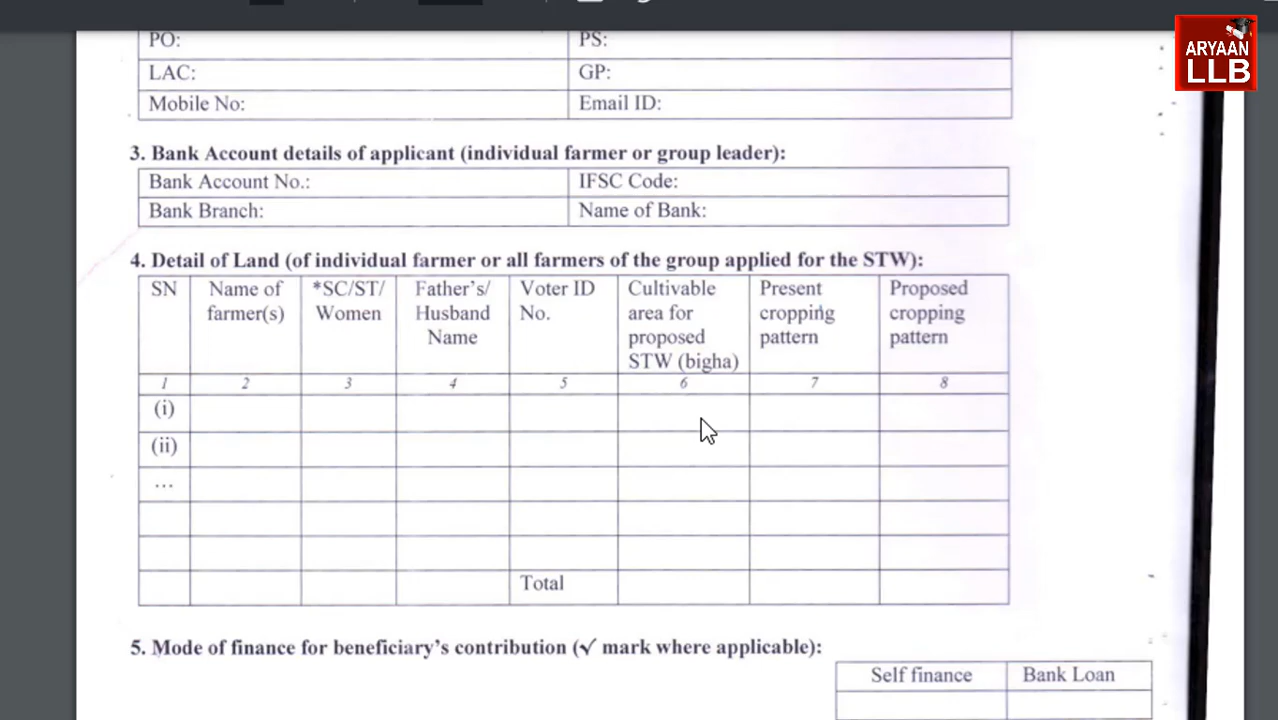 ARYAAN
LLB
PO: PS:
LAC: GP:
Mobile No: Email ID:
3. Bank Account details of applicant (individual farmer or group leader):
Bank Account No.: IFSC Code:
Bank Branch: Name of Bank:
4. Detail of Land (of individual farmer or all farmers of the group applied for the STW):
SN Name of *SC/ST/ Father's/ Voter ID Cultivable Present Proposed
farmer(s) Women Husband No. area for cropping cropping
Name proposed pattern pattern
STW (bigha)
1 2 3 4 5 6 7 8
(i)
(ii)
...
Total
5. Mode of finance for beneficiary's contribution (✓ mark where applicable):
Self finance Bank Loan